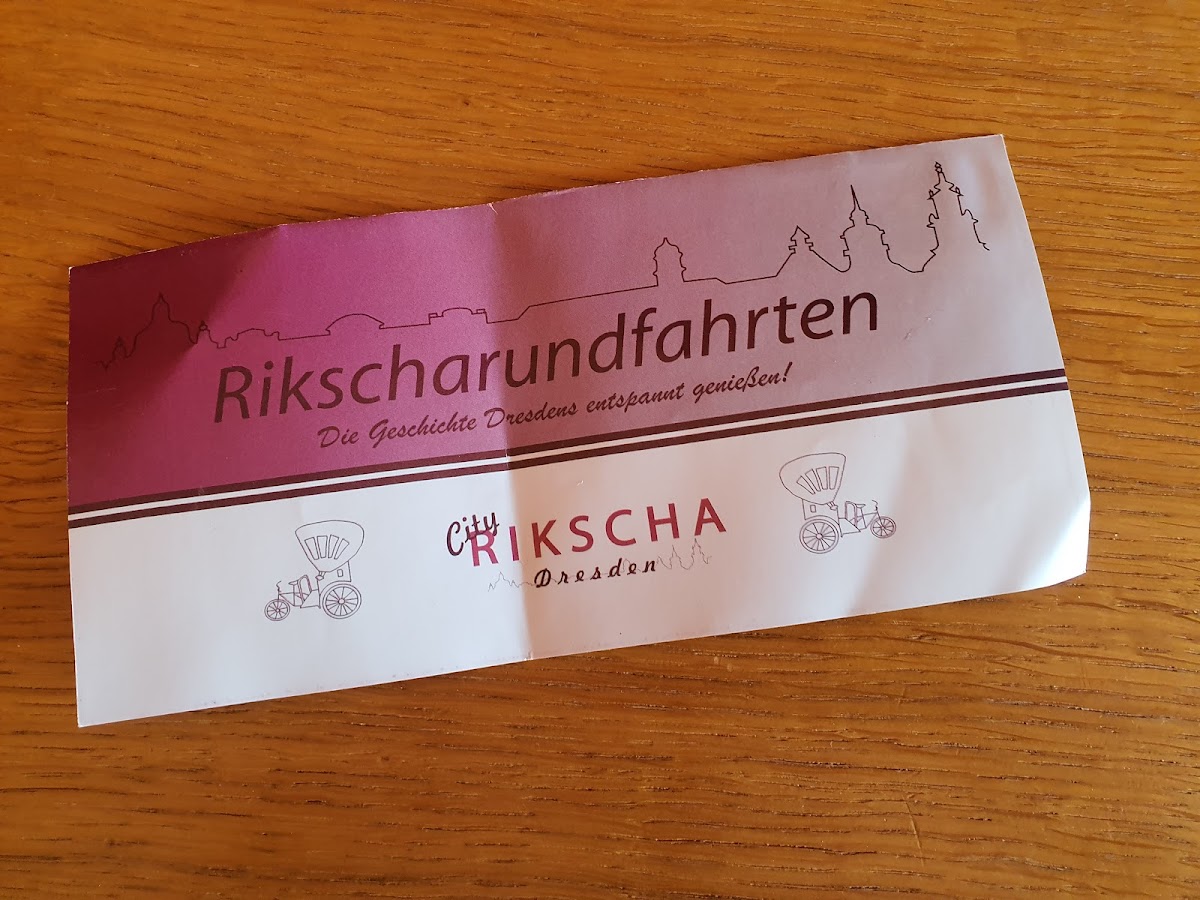 Rikscharundfahrten
Die Geschichte Dresdens entspannt genießen!
City RIKSCHA
Dresden